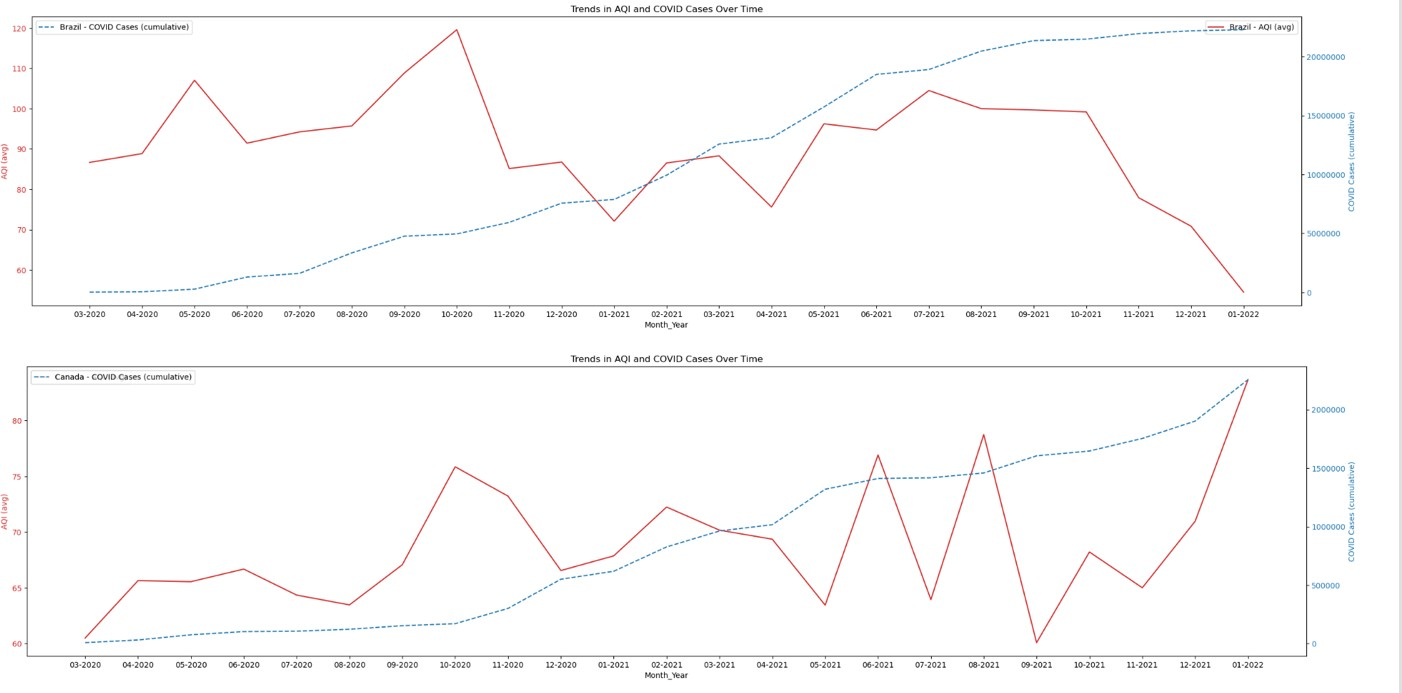 Trends in AQI and COVID Cases Over Time
Brazil - COVID Cases (cumulative)
Brazil - AQI (avg)
120
110
100
90
80
70
60
AQI (avg)
20000000
15000000
10000000
5000000
0
COVID Cases (cumulative)
03-2020 04-2020 05-2020 06-2020 07-2020 08-2020 09-2020 10-2020 11-2020 12-2020 01-2021 02-2021 03-2021 04-2021 05-2021 06-2021 07-2021 08-2021 09-2021 10-2021 11-2021 12-2021 01-2022
Month_Year
Trends in AQI and COVID Cases Over Time
Canada - COVID Cases (cumulative)
80
75
70
65
60
AQI (avg)
2000000
1500000
1000000
500000
0
COVID Cases (cumulative)
03-2020 04-2020 05-2020 06-2020 07-2020 08-2020 09-2020 10-2020 11-2020 12-2020 01-2021 02-2021 03-2021 04-2021 05-2021 06-2021 07-2021 08-2021 09-2021 10-2021 11-2021 12-2021 01-2022
Month_Year